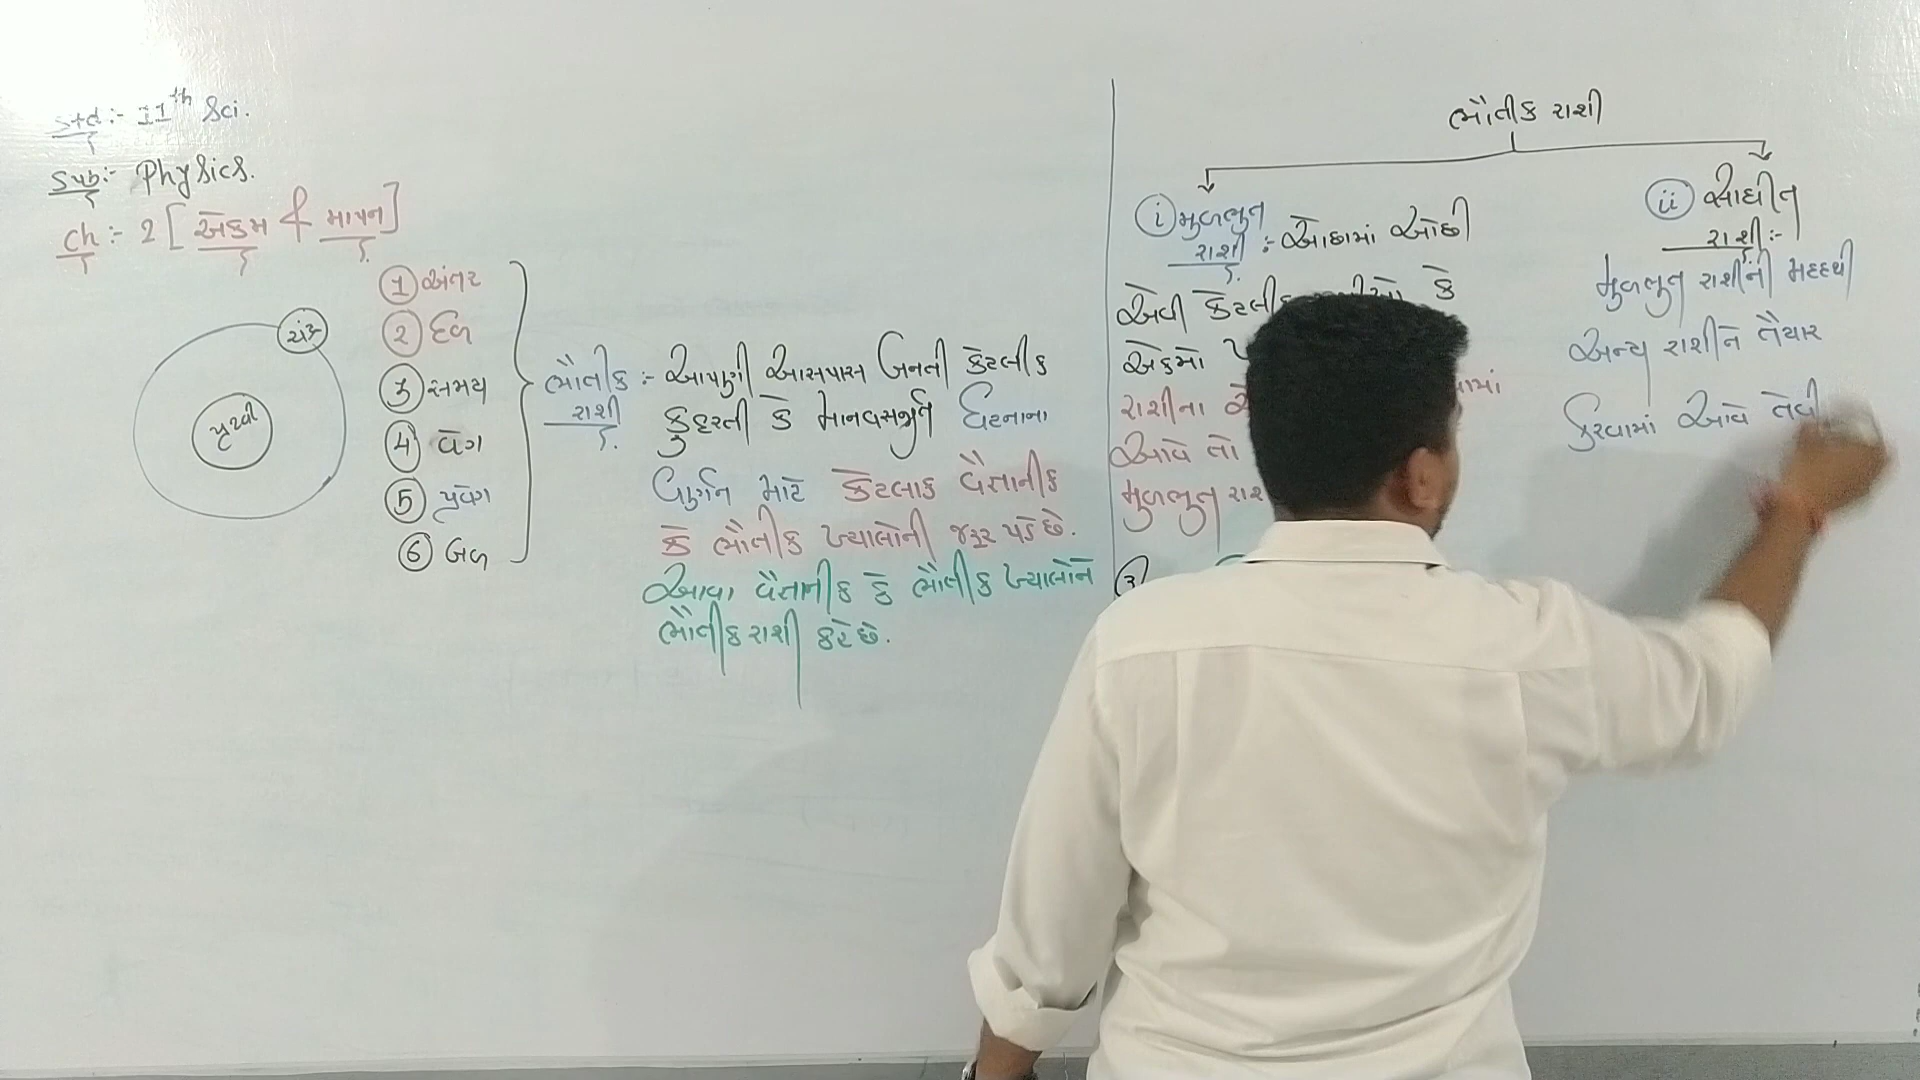 Std:- 11th Sci.
Sub:- Physics.
Ch:- 2 [ એકમ & માપન ]
પૃથ્વી
ચંદ્ર
1 અંતર
2 દળ
3 સમય
4 વેગ
5 પ્રવેગ
6 બળ
ભૌતીક રાશી :- આપણી આસપાસ બનતી કેટલીક
કુદરતી કે માનવસર્જીત ઘટનાના
વર્ણન માટે કેટલાક વૈજ્ઞાનીક
કે ભૌતીક ખ્યાલોની જરૂર પડે છે.
આવા વૈજ્ઞાનીક કે ભૌતીક ખ્યાલોને
ભૌતીક રાશી કહે છે.
ભૌતીક રાશી
i મુળભુત રાશી :- ઓછામાં ઓછી
એવી કે
એકમો
રાશીના
આવે તો
મુળભુત
ii સાધીત
રાશી :-
મુળભુત રાશીની મદદથી
અન્ય રાશીને તૈયાર
કરવામાં આવે તેવી